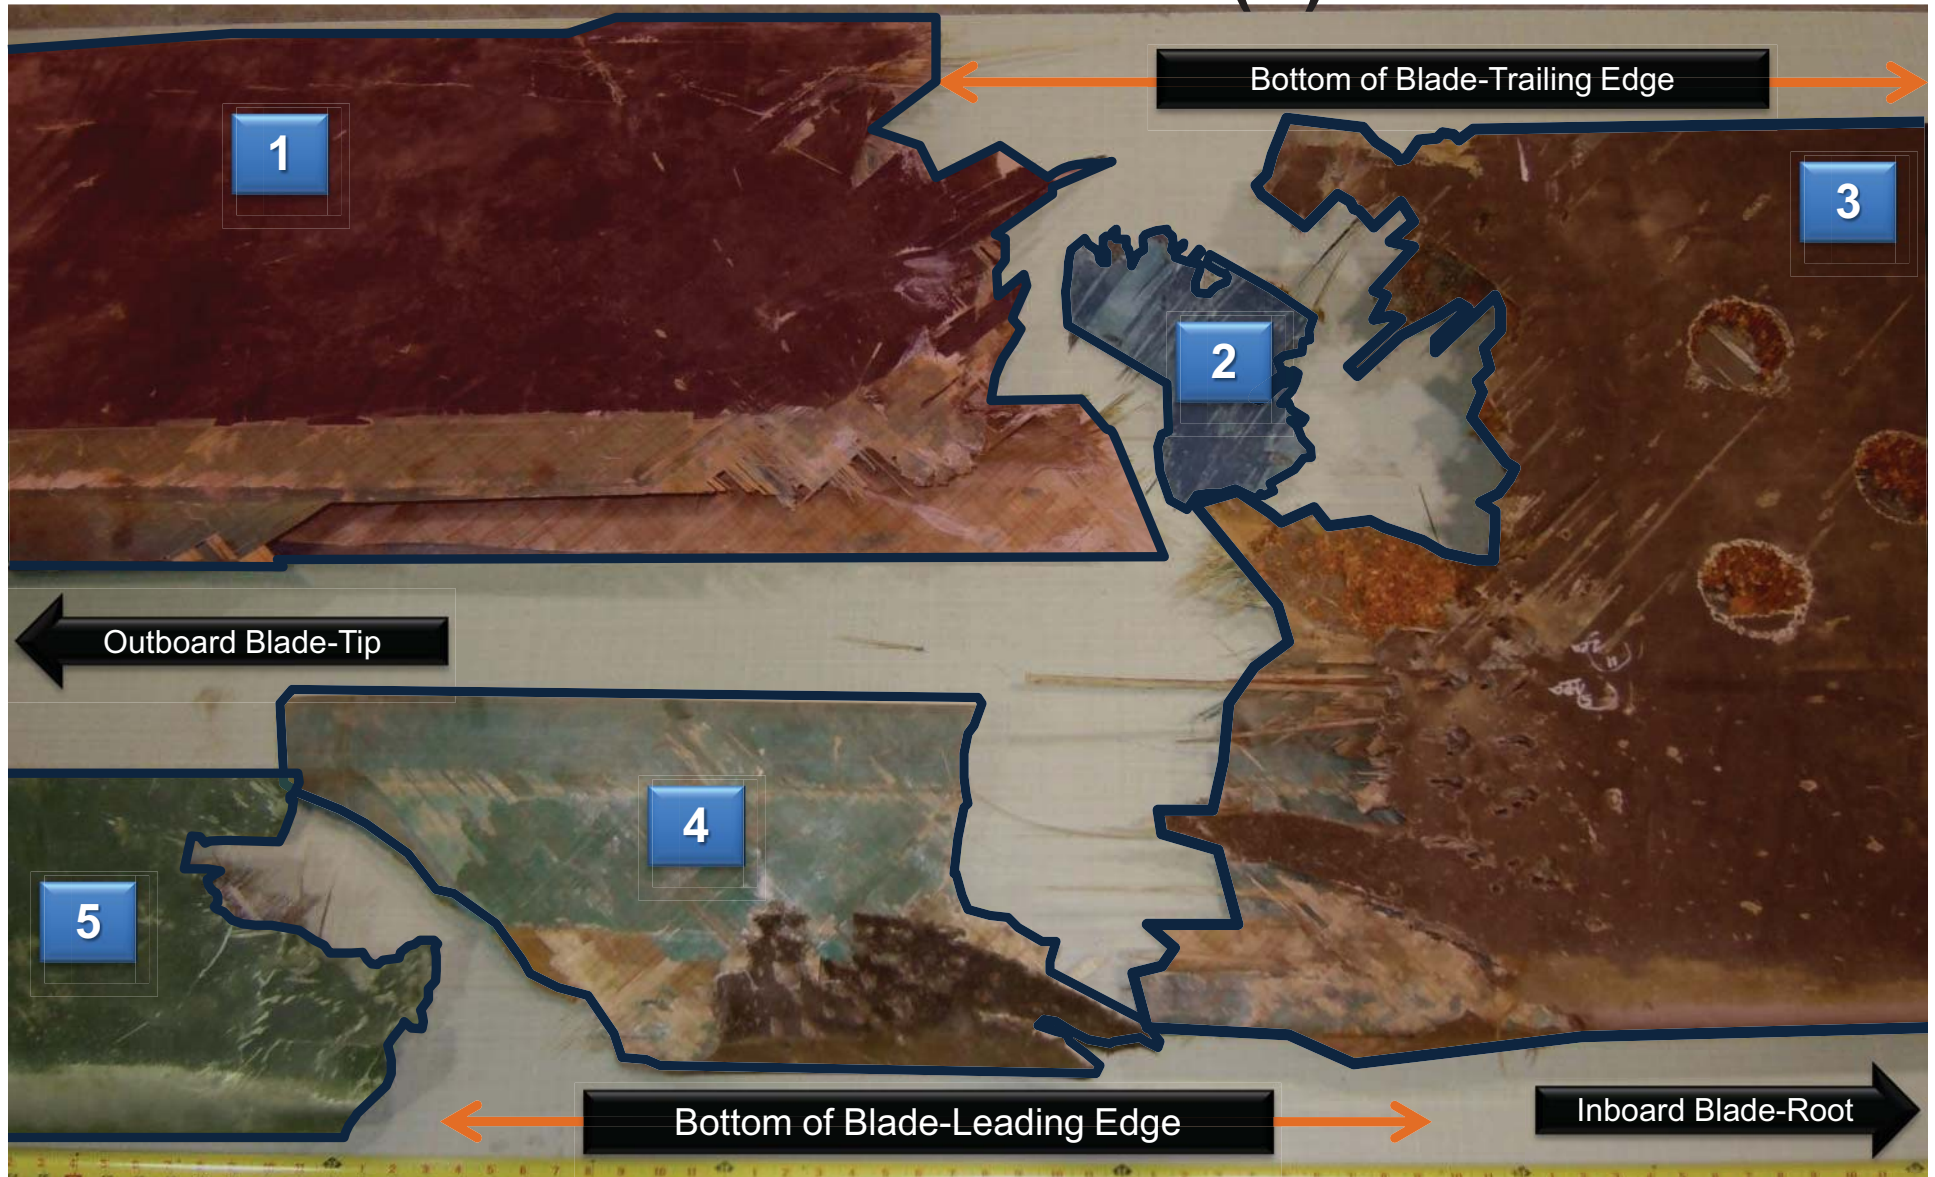 Bottom of Blade-Trailing Edge
1
3
2
Outboard Blade-Tip
4
5
Inboard Blade-Root
Bottom of Blade-Leading Edge